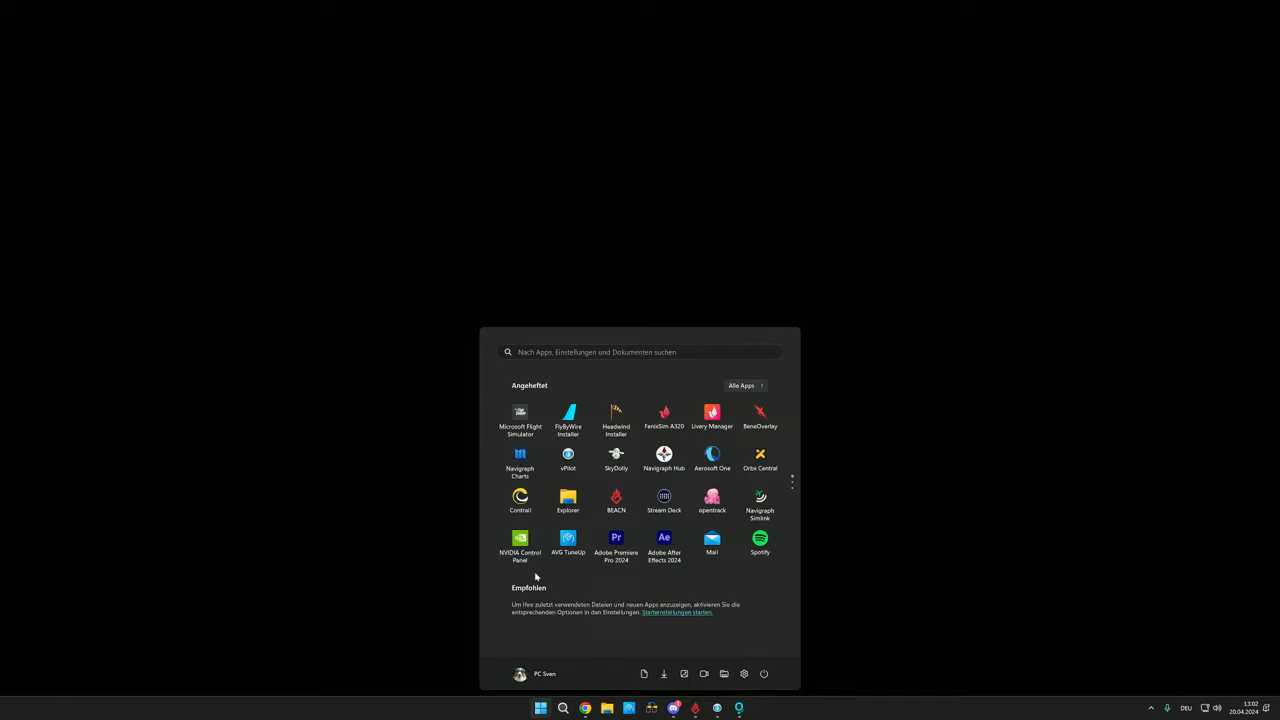 Nach Apps, Einstellungen und Dokumenten suchen
Angeheftet
Alle Apps
Microsoft Flight
Simulator
FlyByWire
Installer
Headwind
Installer
FenixSim A320
Livery Manager
BeneOverlay
Navigraph
Charts
vPilot
SkyDolly
Navigraph Hub
Aerosoft One
Orbx Central
Contrail
Explorer
BEACN
Stream Deck
opentrack
Navigraph
Simlink
NVIDIA Control
Panel
AVG TuneUp
Pr
Adobe Premiere
Pro 2024
Ae
Adobe After
Effects 2024
Mail
Spotify
Empfohlen
Um Ihre zuletzt verwendeten Dateien und neuen Apps anzuzeigen, aktivieren Sie die
entsprechenden Optionen in den Einstellungen. Starteinstellungen starten.
PC Sven
DEU
13:02
20.04.2024